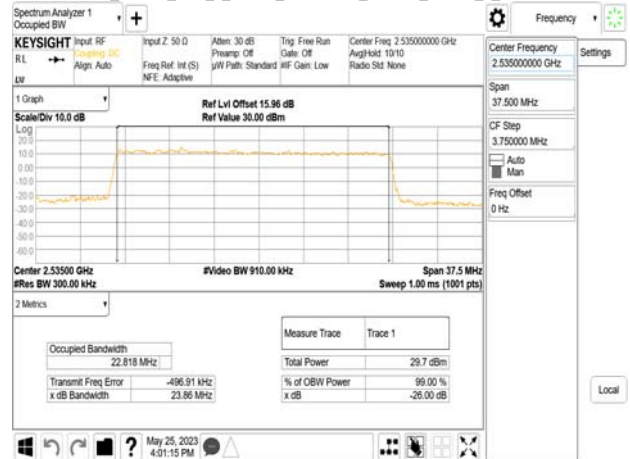 Spectrum Analyzer 1
Occupied BW
Frequency
KEYSIGHT
RL
Input: RF
Coupling: DC
Align: Auto
Input Z: 50 Ω
Freq Ref: Int (S)
NFE: Adaptive
Atten: 30 dB
Preamp: Off
µW Path: Standard
Trig: Free Run
Gate: Off
#IF Gain: Low
Center Freq: 2.535000000 GHz
Avg|Hold: 10/10
Radio Std: None
Center Frequency
2.535000000 GHz
Settings
Span
37.500 MHz
CF Step
3.750000 MHz
Auto
Man
Freq Offset
0 Hz
Local
1 Graph
Scale/Div 10.0 dB
Ref Lvl Offset 15.96 dB
Ref Value 30.00 dBm
Log
20.0
10.0
0.00
-10.0
-20.0
-30.0
-40.0
-50.0
-60.0
Center 2.53500 GHz
#Video BW 910.00 kHz
Span 37.5 MHz
#Res BW 300.00 kHz
Sweep 1.00 ms (1001 pts)
2 Metrics
Measure Trace Trace 1
Occupied Bandwidth
22.818 MHz
Total Power 29.7 dBm
Transmit Freq Error -496.91 kHz
% of OBW Power 99.00 %
x dB Bandwidth 23.86 MHz
x dB -26.00 dB
?
May 25, 2023
4:01:15 PM